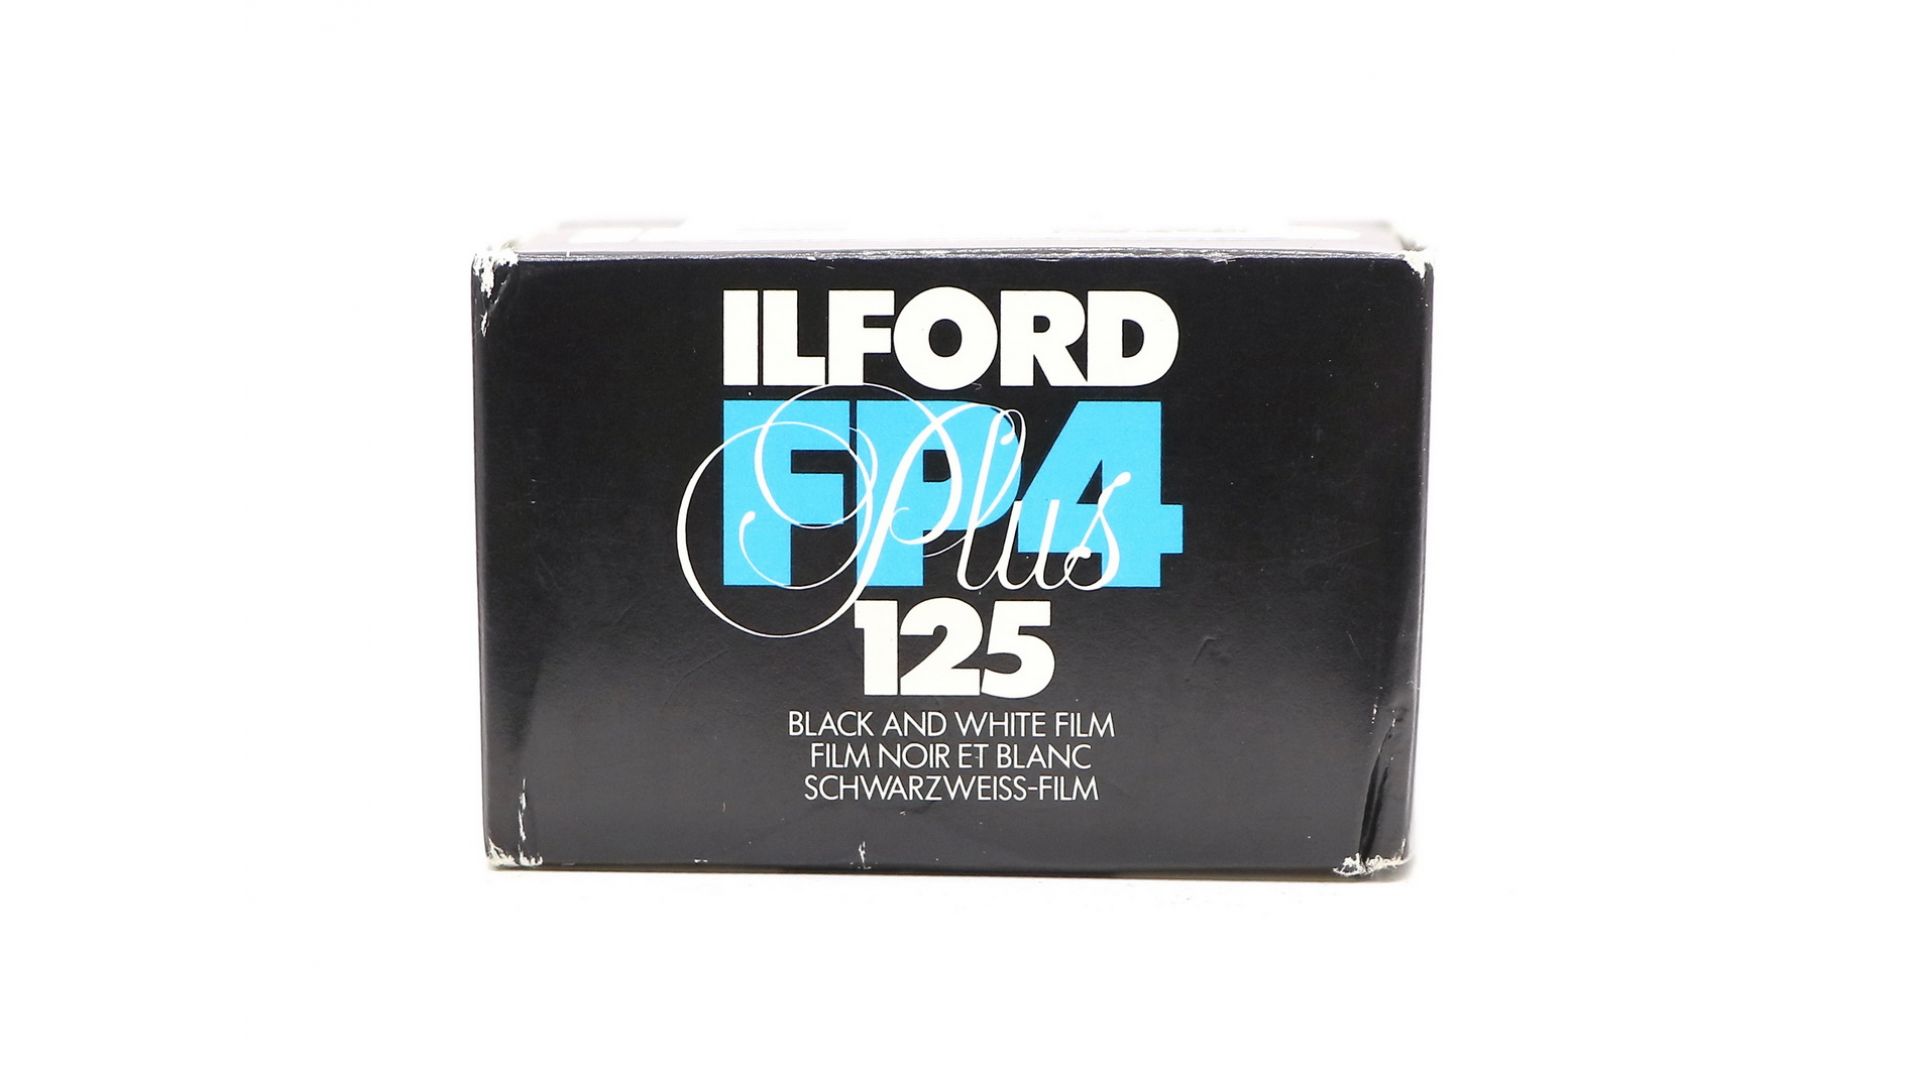 ILFORD
FP4
Plus
125
BLACK AND WHITE FILM
FILM NOIR ET BLANC
SCHWARZWEISS-FILM